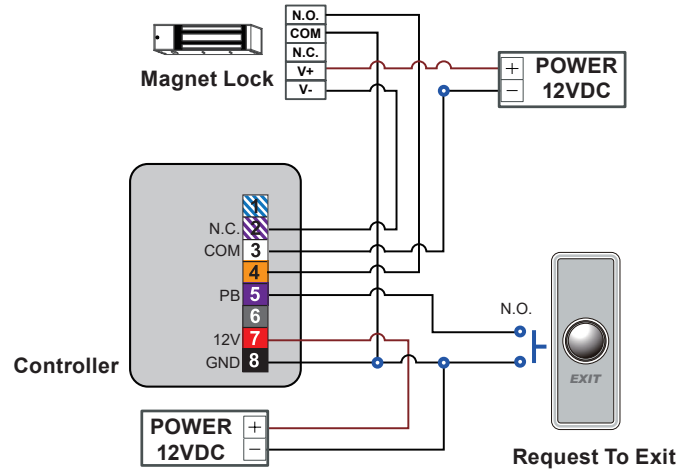 N.O.
COM
N.C.
V+
V-
Magnet Lock
+ POWER
− 12VDC
1
N.C. 2
COM 3
4
PB 5
6
12V 7
GND 8
Controller
N.O.
EXIT
POWER +
12VDC −
Request To Exit